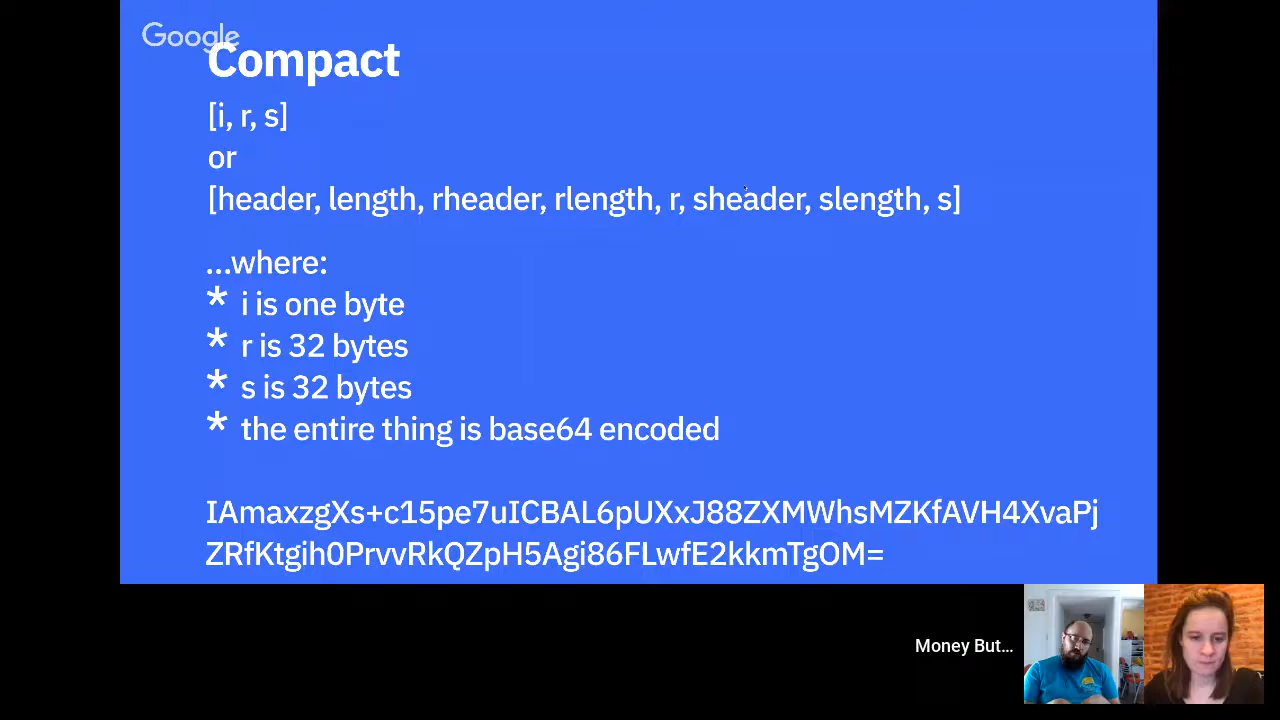 Google
Compact
[i, r, s]
or
[header, length, rheader, rlength, r, sheader, slength, s]
...where:
* i is one byte
* r is 32 bytes
* s is 32 bytes
* the entire thing is base64 encoded
IAmaxzgXs+c15pe7uICBAL6pUXxJ88ZXMWhsMZKfAVH4XvaPj
ZRfKtgih0PrvvRkQZpH5Agi86FLwfE2kkmTgOM=
Money But...